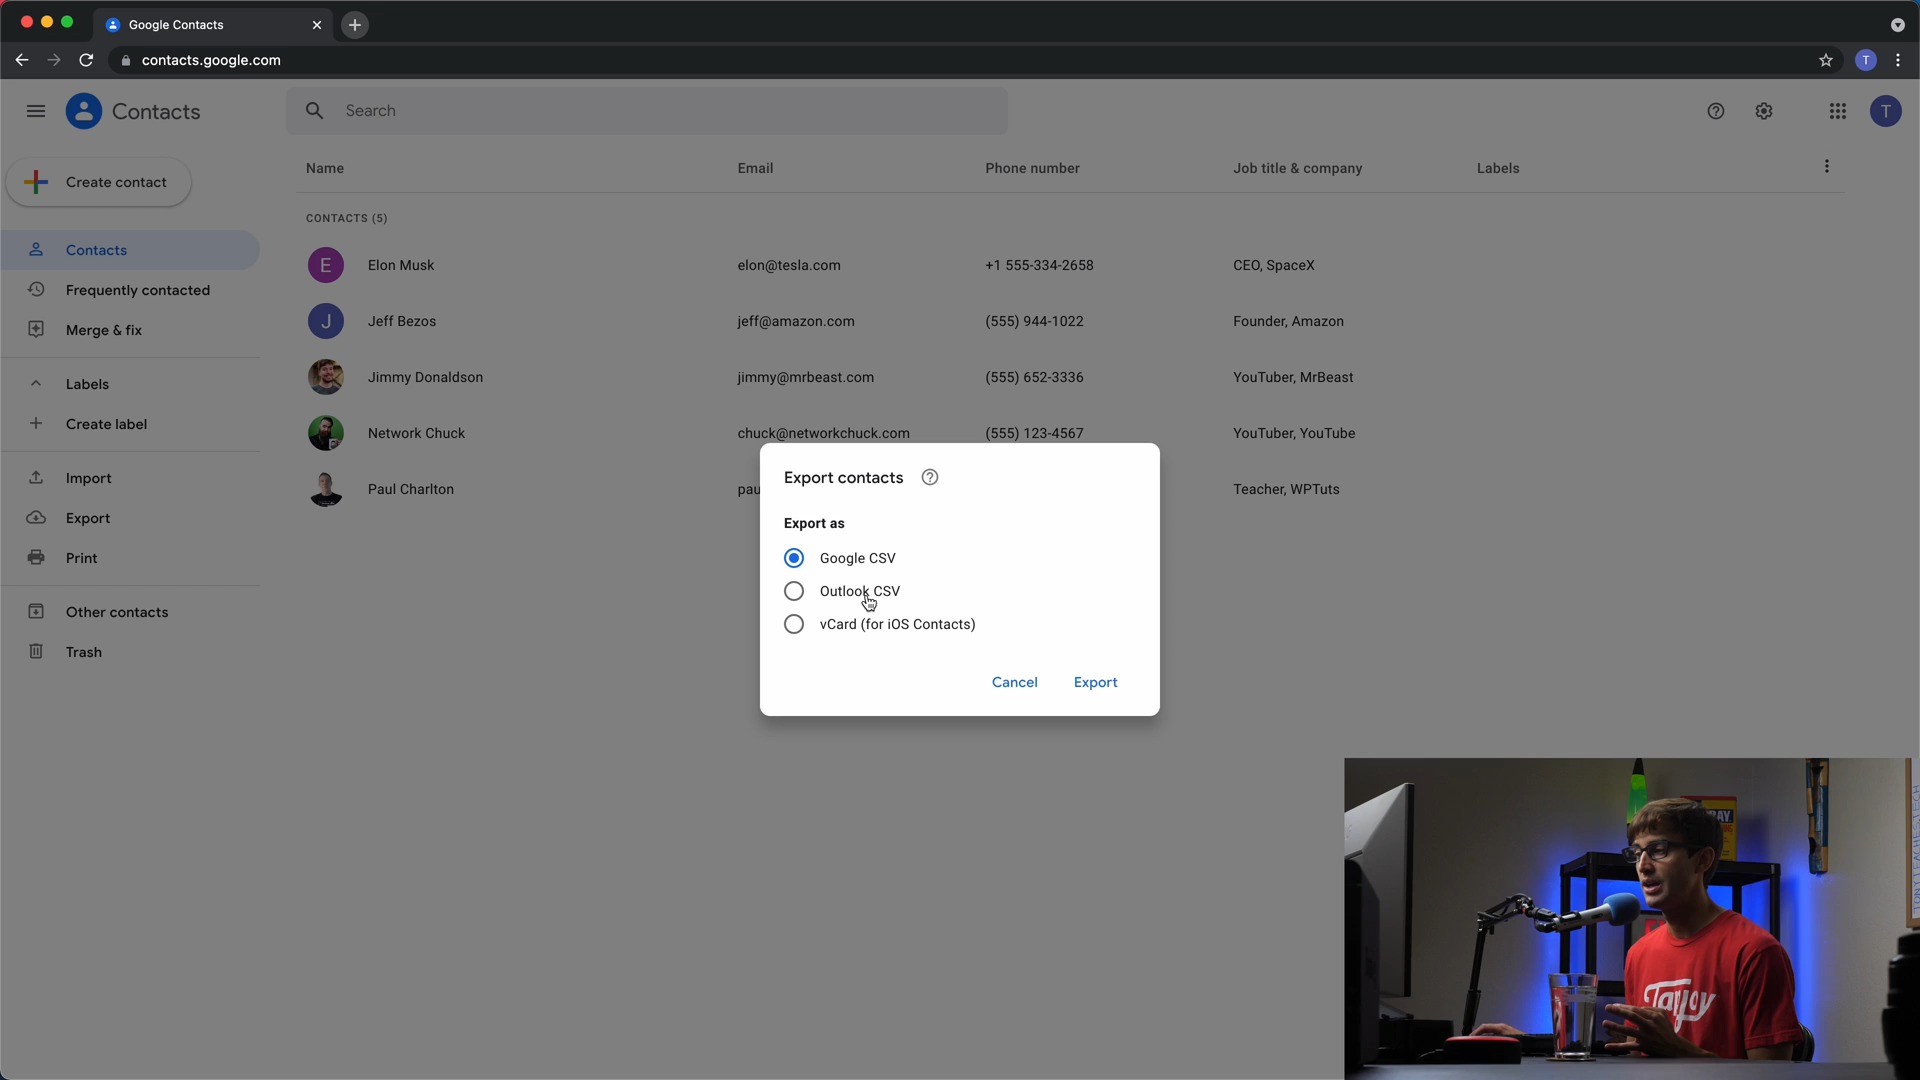 Google Contacts
contacts.google.com
T
Contacts
Search
T
Create contact
Name Email Phone number Job title & company Labels
CONTACTS (5)
Contacts
E Elon Musk elon@tesla.com +1 555-334-2658 CEO, SpaceX
Frequently contacted
J Jeff Bezos jeff@amazon.com (555) 944-1022 Founder, Amazon
Merge & fix
Jimmy Donaldson jimmy@mrbeast.com (555) 652-3336 YouTuber, MrBeast
Labels
Create label
Network Chuck chuck@networkchuck.com (555) 123-4567 YouTuber, YouTube
Import
Paul Charlton pau Teacher, WPTuts
Export
Print
Other contacts
Trash
Export contacts
Export as
Google CSV
Outlook CSV
vCard (for iOS Contacts)
Cancel Export